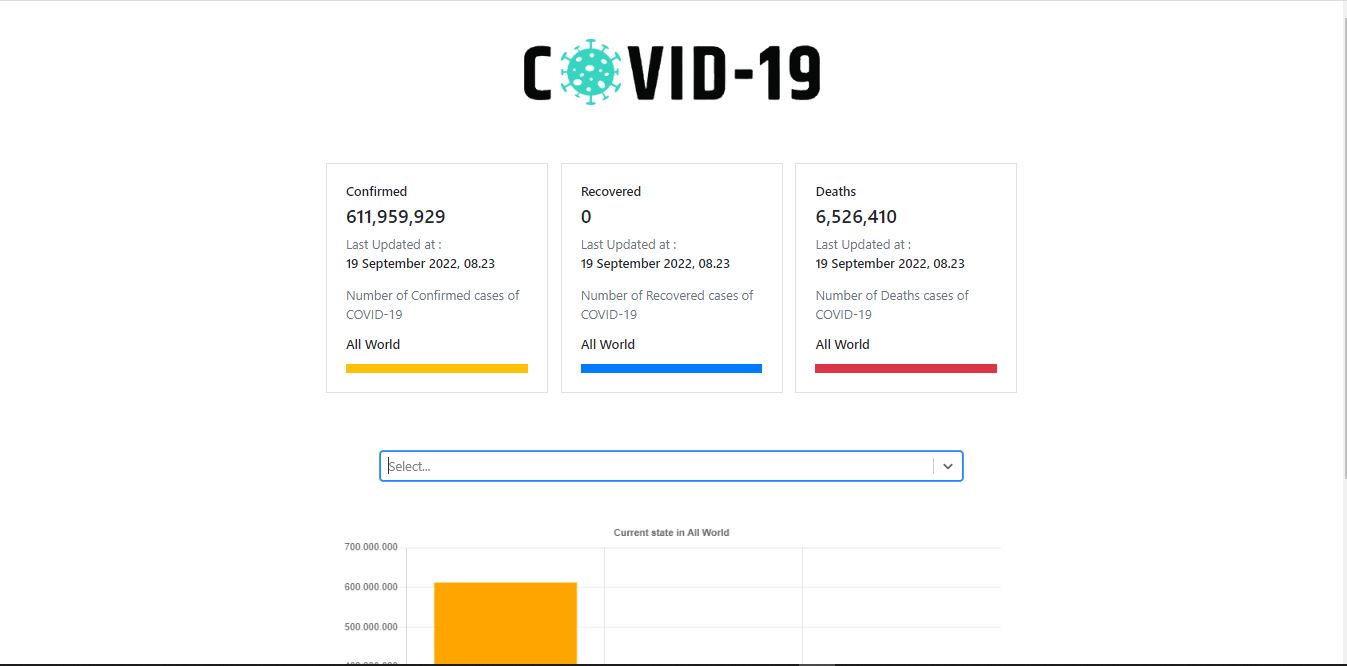 COVID-19
Confirmed
611,959,929
Last Updated at :
19 September 2022, 08.23
Number of Confirmed cases of
COVID-19
All World
Recovered
0
Last Updated at :
19 September 2022, 08.23
Number of Recovered cases of
COVID-19
All World
Deaths
6,526,410
Last Updated at :
19 September 2022, 08.23
Number of Deaths cases of
COVID-19
All World
Select...
Current state in All World
700.000.000
600.000.000
500.000.000